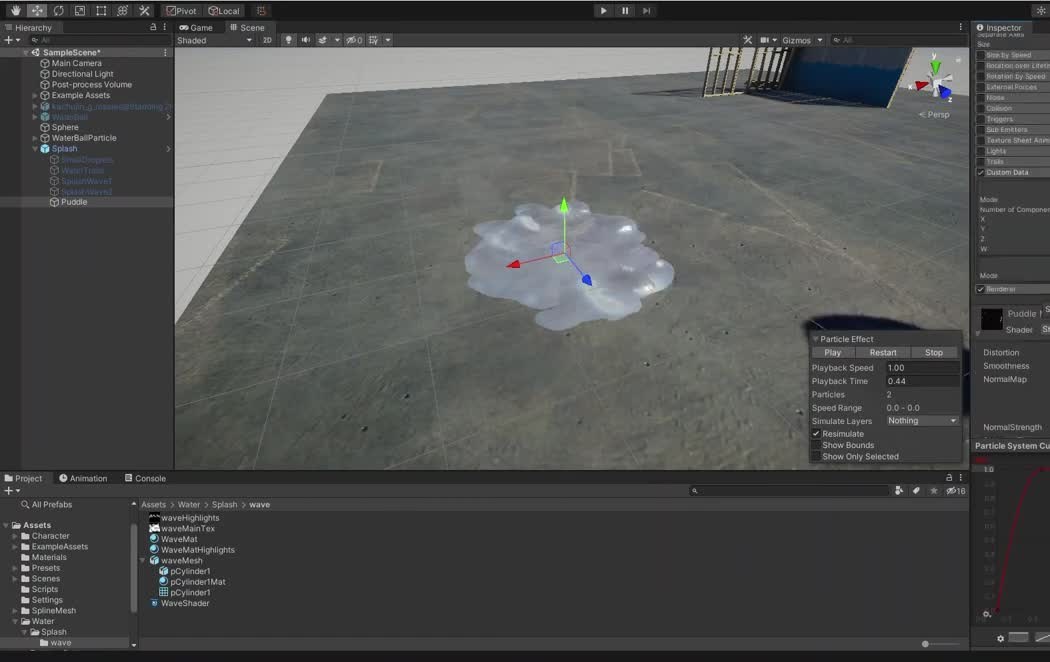 Pivot Local
Hierarchy
All
SampleScene*
Main Camera
Directional Light
Post-process Volume
Example Assets
WaterBall
Sphere
WaterBallParticle
Splash
SmallDroplets
SplashWave1
SplashWave2
Puddle
Game Scene
Shaded 2D 0 Gizmos All
y
x
z
< Persp
Particle Effect
Play Restart Stop
Playback Speed 1.00
Playback Time 0.44
Particles 2
Speed Range 0.0 - 0.0
Simulate Layers Nothing
Resimulate
Show Bounds
Show Only Selected
Inspector
Separate Axes
Size
Size by Speed
Rotation over Lifeti
Rotation by Speed
External Forces
Noise
Collision
Triggers
Sub Emitters
Texture Sheet Anim
Lights
Trails
Custom Data
Mode
Number of Componen
X
Y
Z
W
Mode
Renderer
Puddle
Shader
Distortion
Smoothness
NormalMap
NormalStrength
Particle System Cu
1.0
Project Animation Console
16
All Prefabs
Assets
Character
ExampleAssets
Materials
Presets
Scenes
Scripts
Settings
SplineMesh
Water
Splash
wave
Assets > Water > Splash > wave
waveHighlights
waveMainTex
WaveMat
WaveMatHighlights
waveMesh
pCylinder1
pCylinder1Mat
pCylinder1
WaveShader